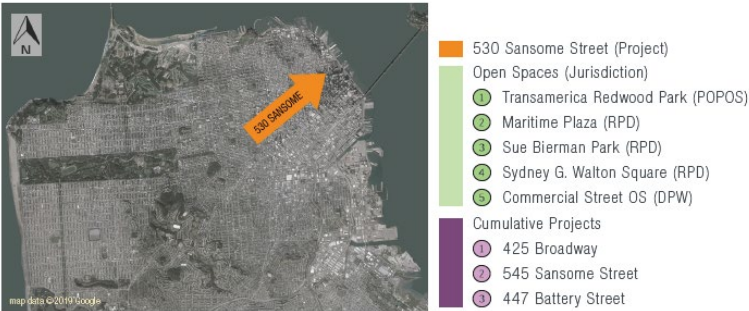 N
530 SANSOME
map data ©2019 Google
530 Sansome Street (Project)
Open Spaces (Jurisdiction)
1 Transamerica Redwood Park (POPOS)
2 Maritime Plaza (RPD)
3 Sue Bierman Park (RPD)
4 Sydney G. Walton Square (RPD)
5 Commercial Street OS (DPW)
Cumulative Projects
1 425 Broadway
2 545 Sansome Street
3 447 Battery Street